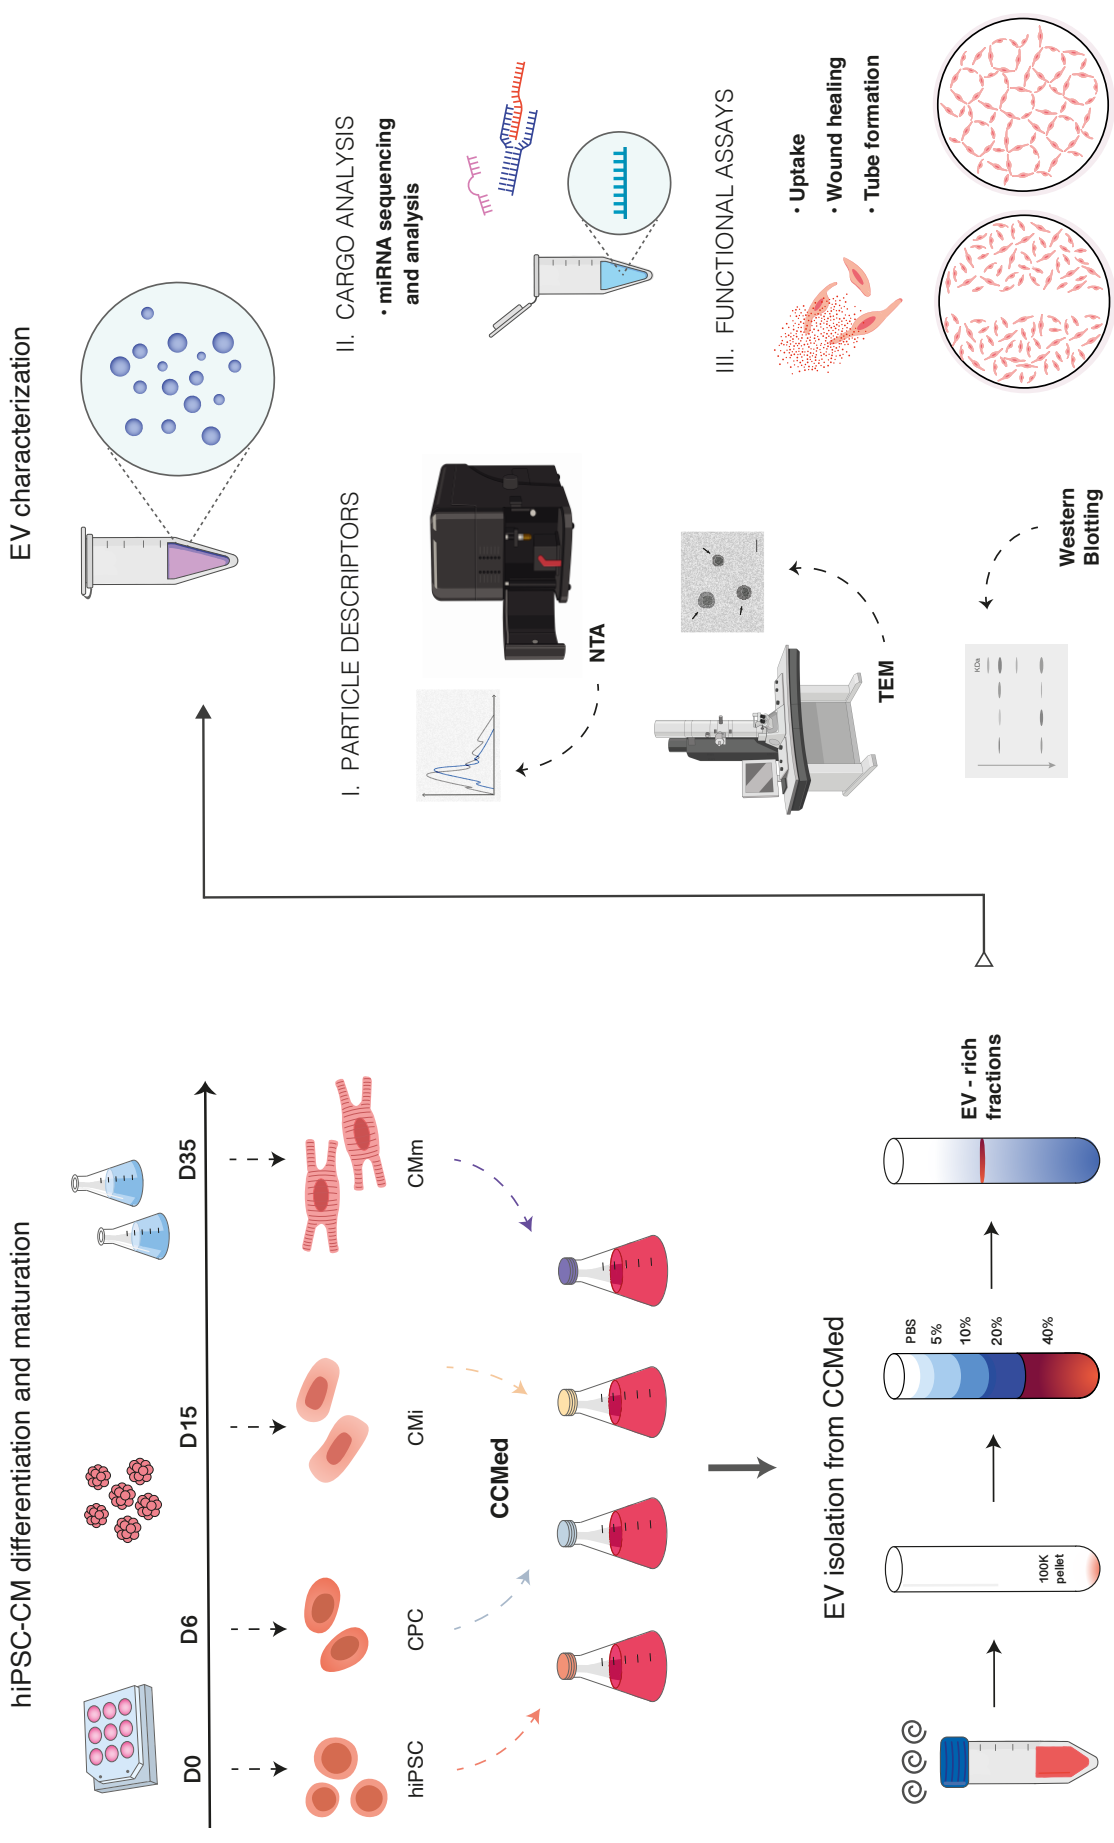 hiPSC-CM differentiation and maturation
D0
D6
D15
D35
hiPSC
CPC
CMi
CMm
CCMed
EV isolation from CCMed
100K
pellet
PBS
5%
10%
20%
40%
EV - rich
fractions
EV characterization
I. PARTICLE DESCRIPTORS
NTA
TEM
KDa
Western
Blotting
II. CARGO ANALYSIS
• miRNA sequencing
and analysis
III. FUNCTIONAL ASSAYS
• Uptake
• Wound healing
• Tube formation